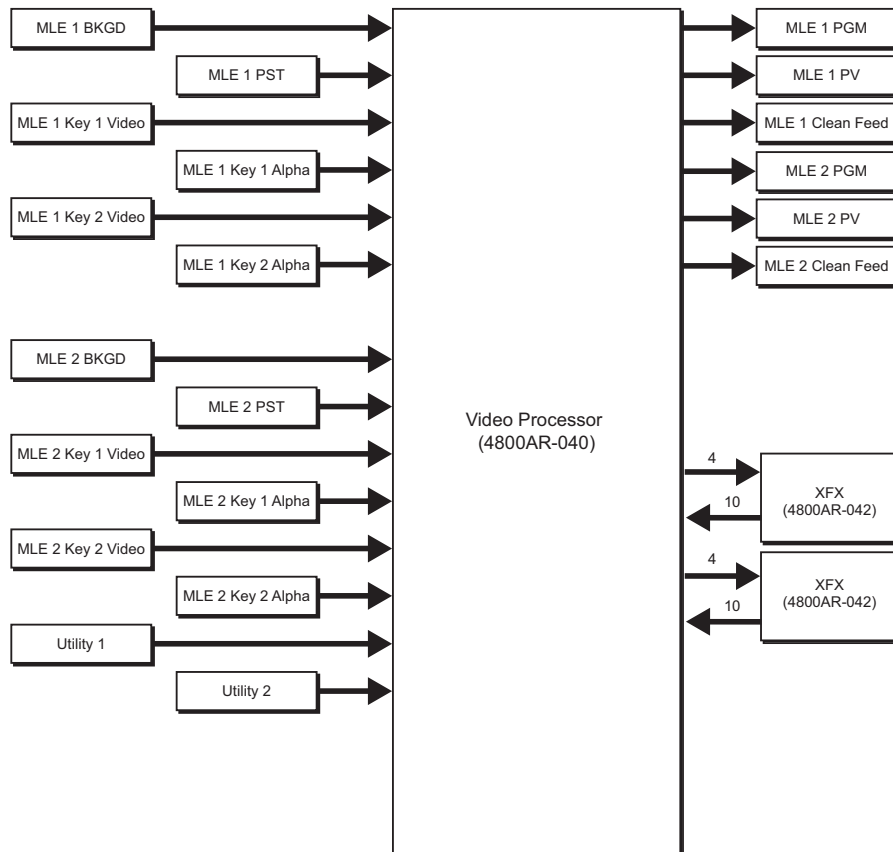 MLE 1 BKGD
MLE 1 PST
MLE 1 Key 1 Video
MLE 1 Key 1 Alpha
MLE 1 Key 2 Video
MLE 1 Key 2 Alpha
MLE 2 BKGD
MLE 2 PST
MLE 2 Key 1 Video
MLE 2 Key 1 Alpha
MLE 2 Key 2 Video
MLE 2 Key 2 Alpha
Utility 1
Utility 2
Video Processor
(4800AR-040)
MLE 1 PGM
MLE 1 PV
MLE 1 Clean Feed
MLE 2 PGM
MLE 2 PV
MLE 2 Clean Feed
4
10
XFX
(4800AR-042)
4
10
XFX
(4800AR-042)